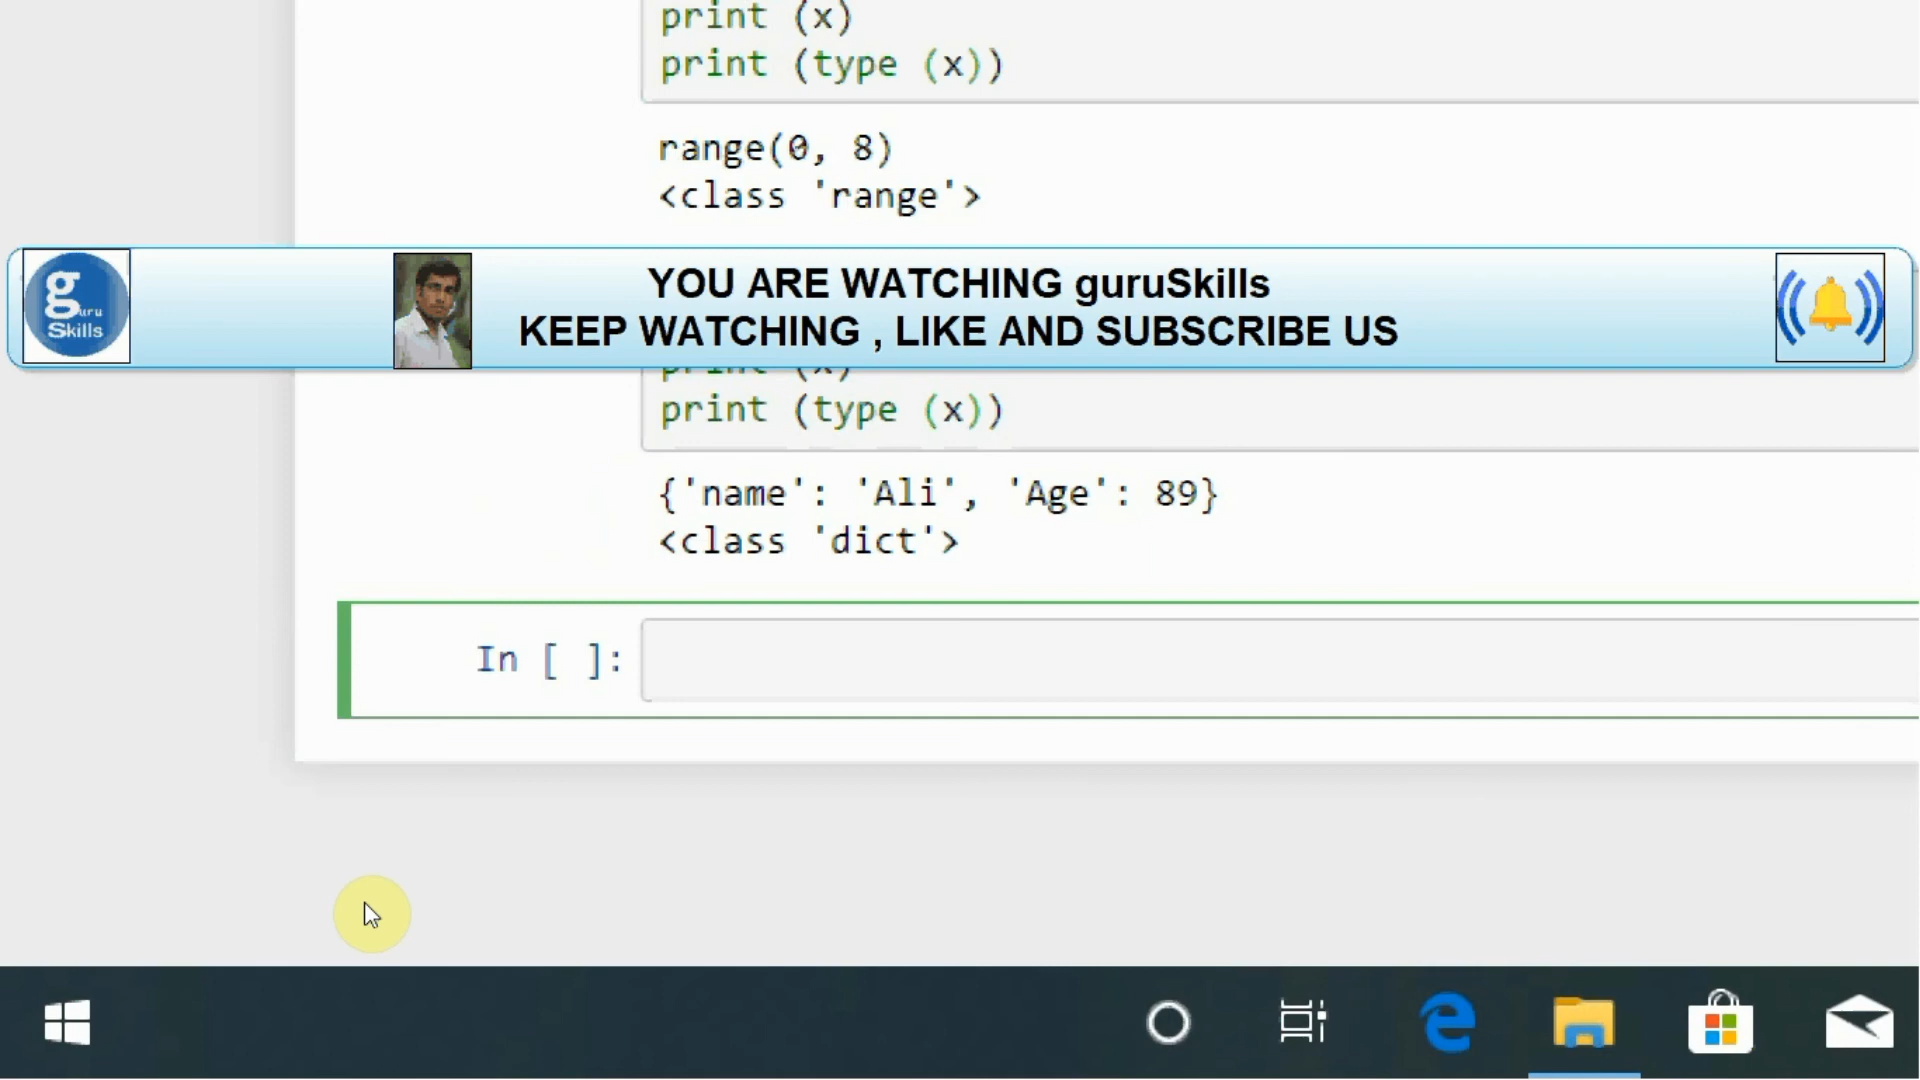 print (x)
print (type (x))
range(0, 8)
<class 'range'>
g
uru
Skills
YOU ARE WATCHING guruSkills
KEEP WATCHING , LIKE AND SUBSCRIBE US
print (x)
print (type (x))
{'name': 'Ali', 'Age': 89}
<class 'dict'>
In [ ]: